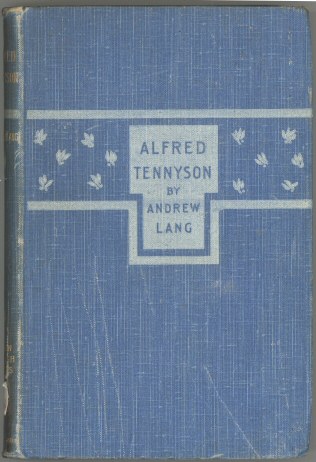 ALFRED
TENNYSON
BY
ANDREW
LANG